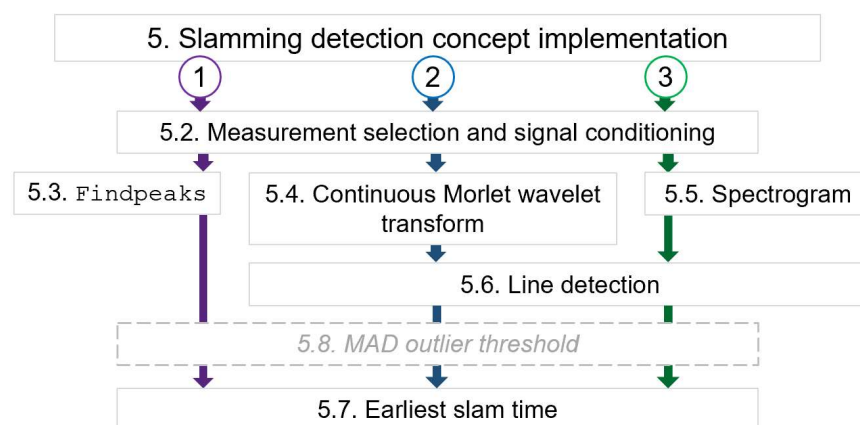 5. Slamming detection concept implementation
1
2
3
5.2. Measurement selection and signal conditioning
5.3. Findpeaks
5.4. Continuous Morlet wavelet
transform
5.5. Spectrogram
5.6. Line detection
5.8. MAD outlier threshold
5.7. Earliest slam time